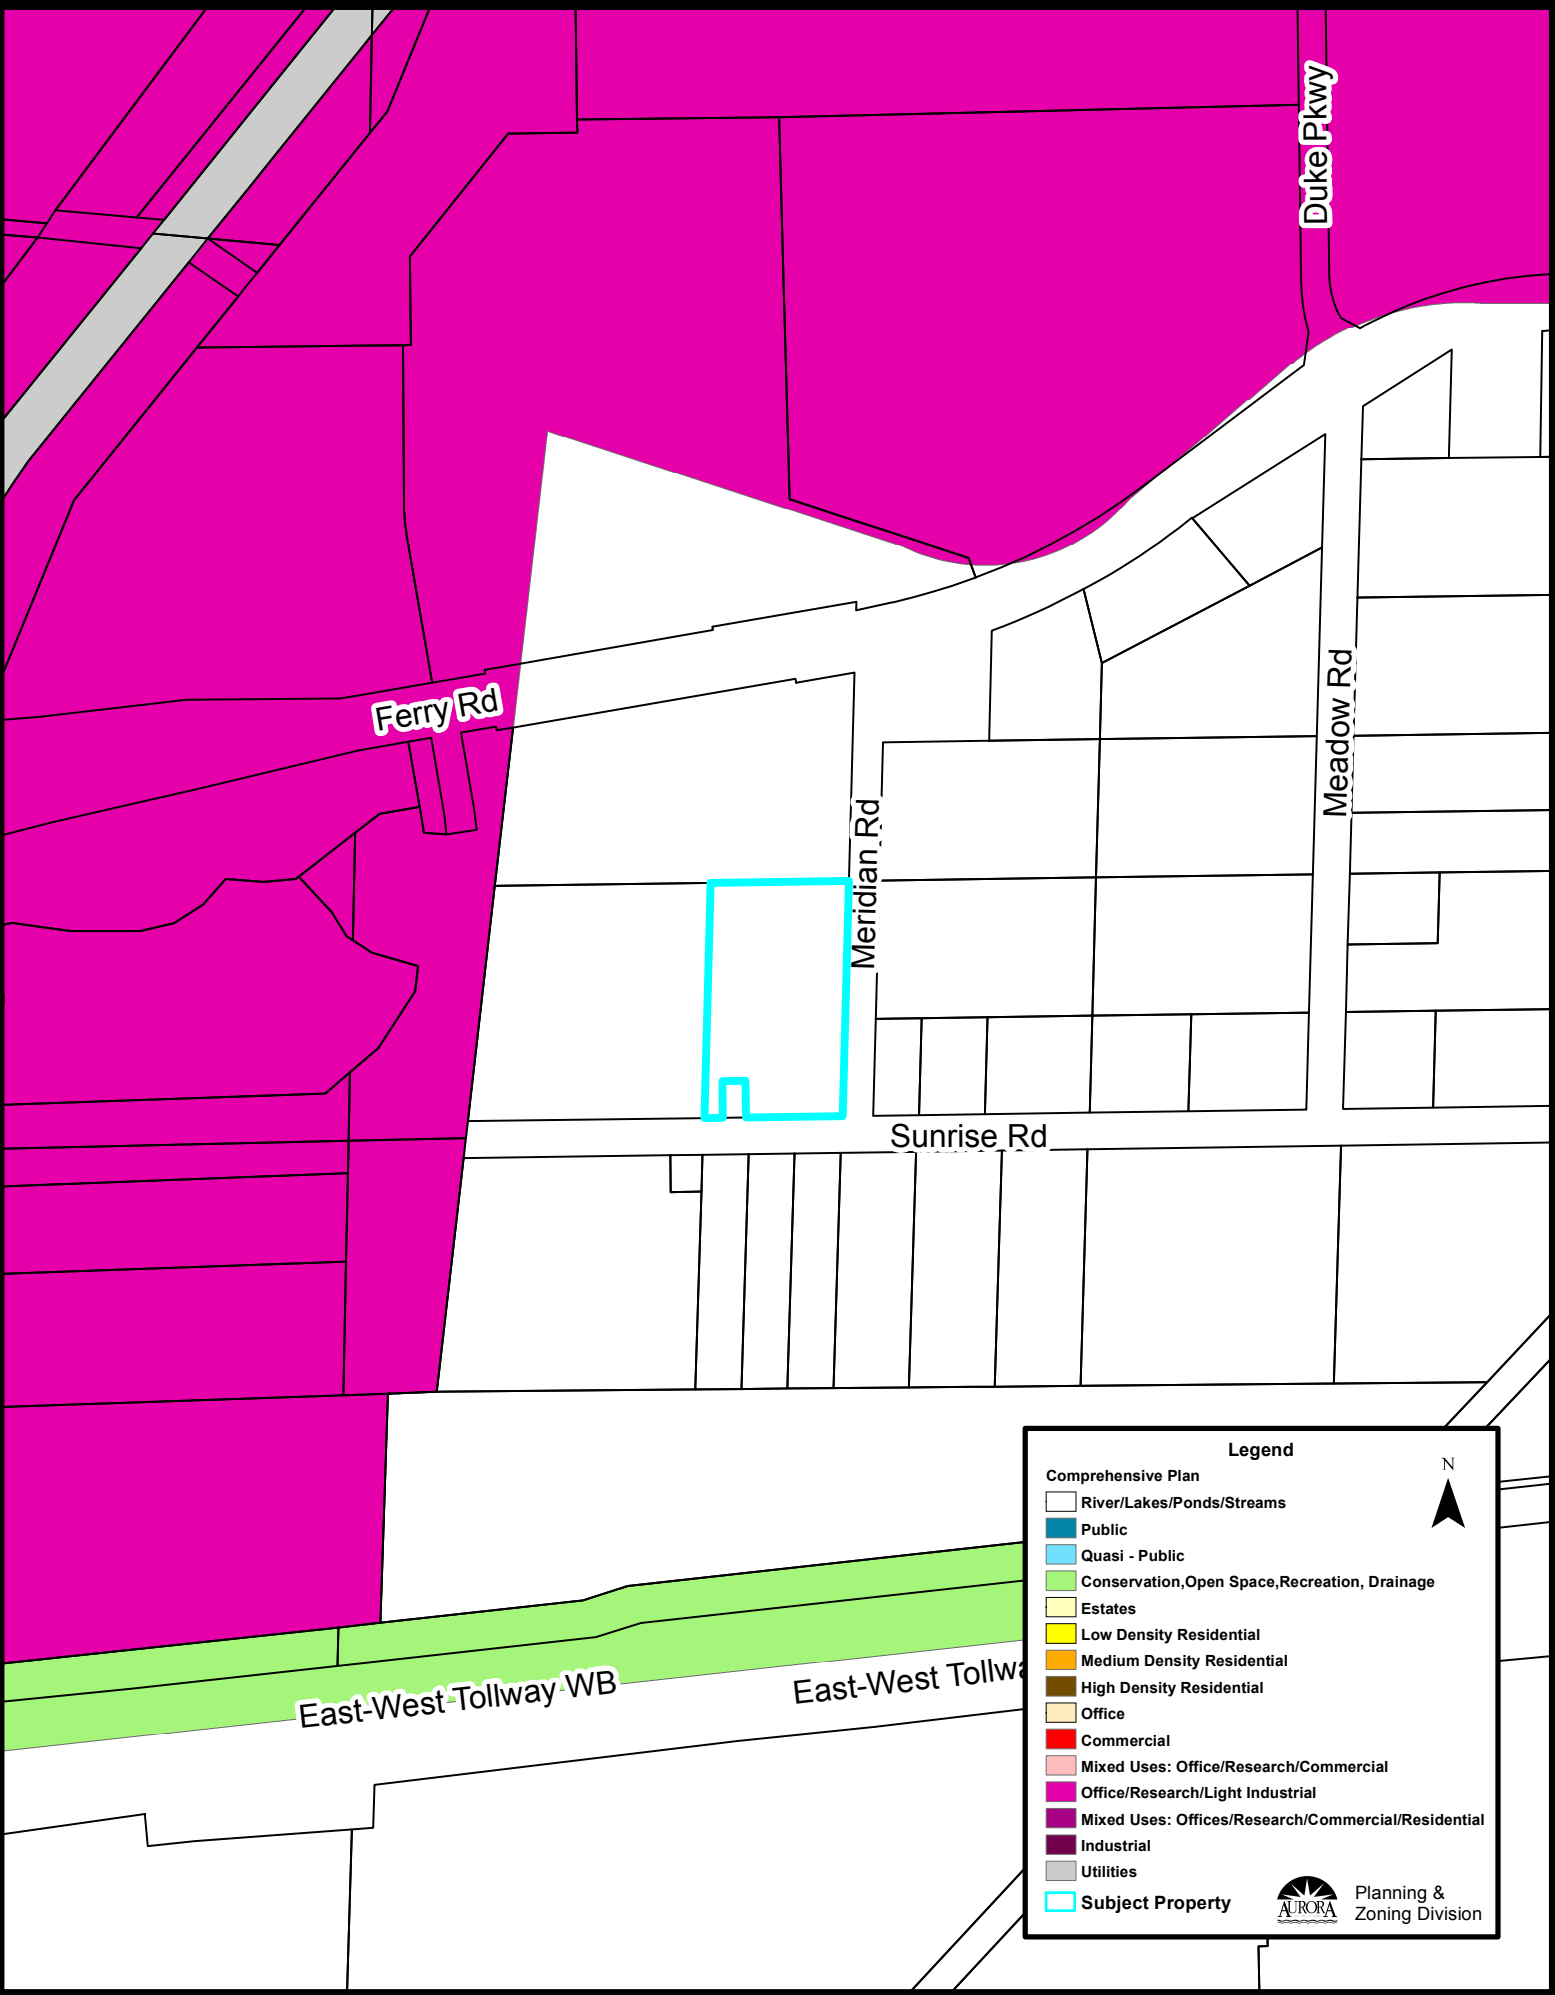 Duke Pkwy
Ferry Rd
Meadow Rd
Meridian Rd
Sunrise Rd
East-West Tollway WB
East-West Tollwa
Legend
Comprehensive Plan
N
River/Lakes/Ponds/Streams
Public
Quasi - Public
Conservation,Open Space,Recreation, Drainage
Estates
Low Density Residential
Medium Density Residential
High Density Residential
Office
Commercial
Mixed Uses: Office/Research/Commercial
Office/Research/Light Industrial
Mixed Uses: Offices/Research/Commercial/Residential
Industrial
Utilities
Subject Property
AURORA
Planning &
Zoning Division